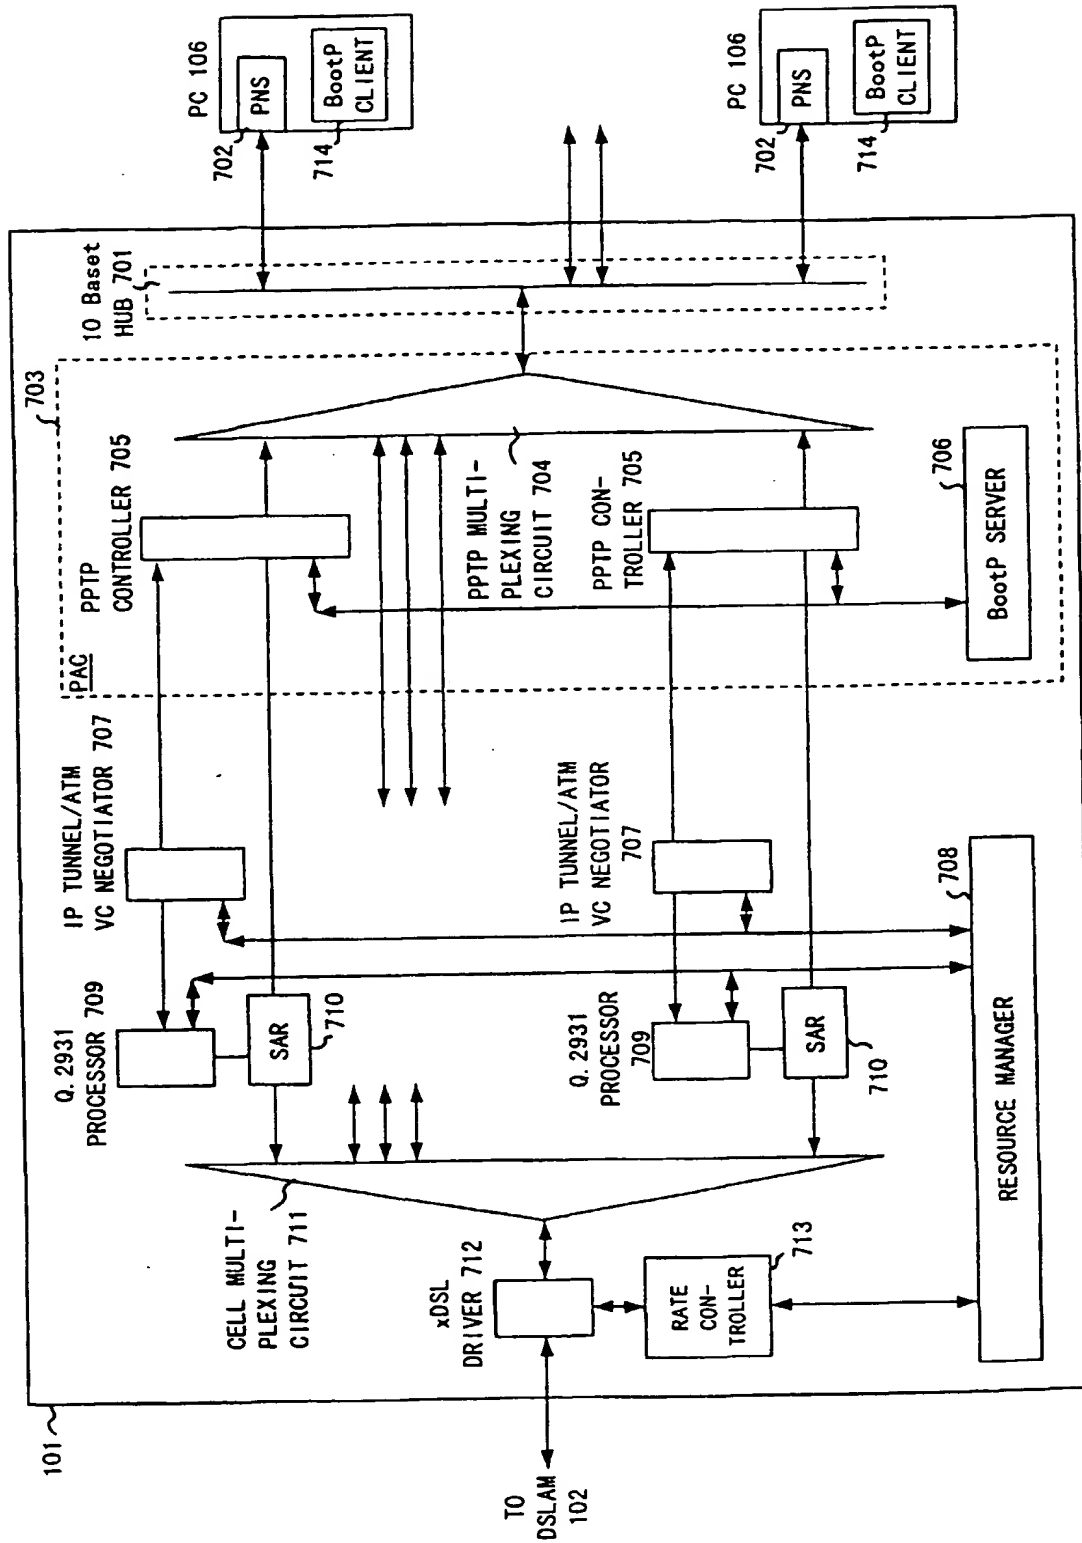 101
TO
DSLAM
102
CELL MULTI-
PLEXING
CIRCUIT 711
xDSL
DRIVER 712
RATE
CON-
TROLLER
713
Q.2931
PROCESSOR 709
SAR
710
Q.2931
PROCESSOR
709
SAR
710
IP TUNNEL/ATM
VC NEGOTIATOR 707
IP TUNNEL/ATM
VC NEGOTIATOR
707
RESOURCE MANAGER
708
703
PAC
PPTP
CONTROLLER 705
PPTP MULTI-
PLEXING
CIRCUIT 704
PPTP CON-
TROLLER 705
BootP SERVER
706
10 Baset
HUB 701
PC 106
PNS
702
BootP
CLIENT
714
PC 106
PNS
702
BootP
CLIENT
714